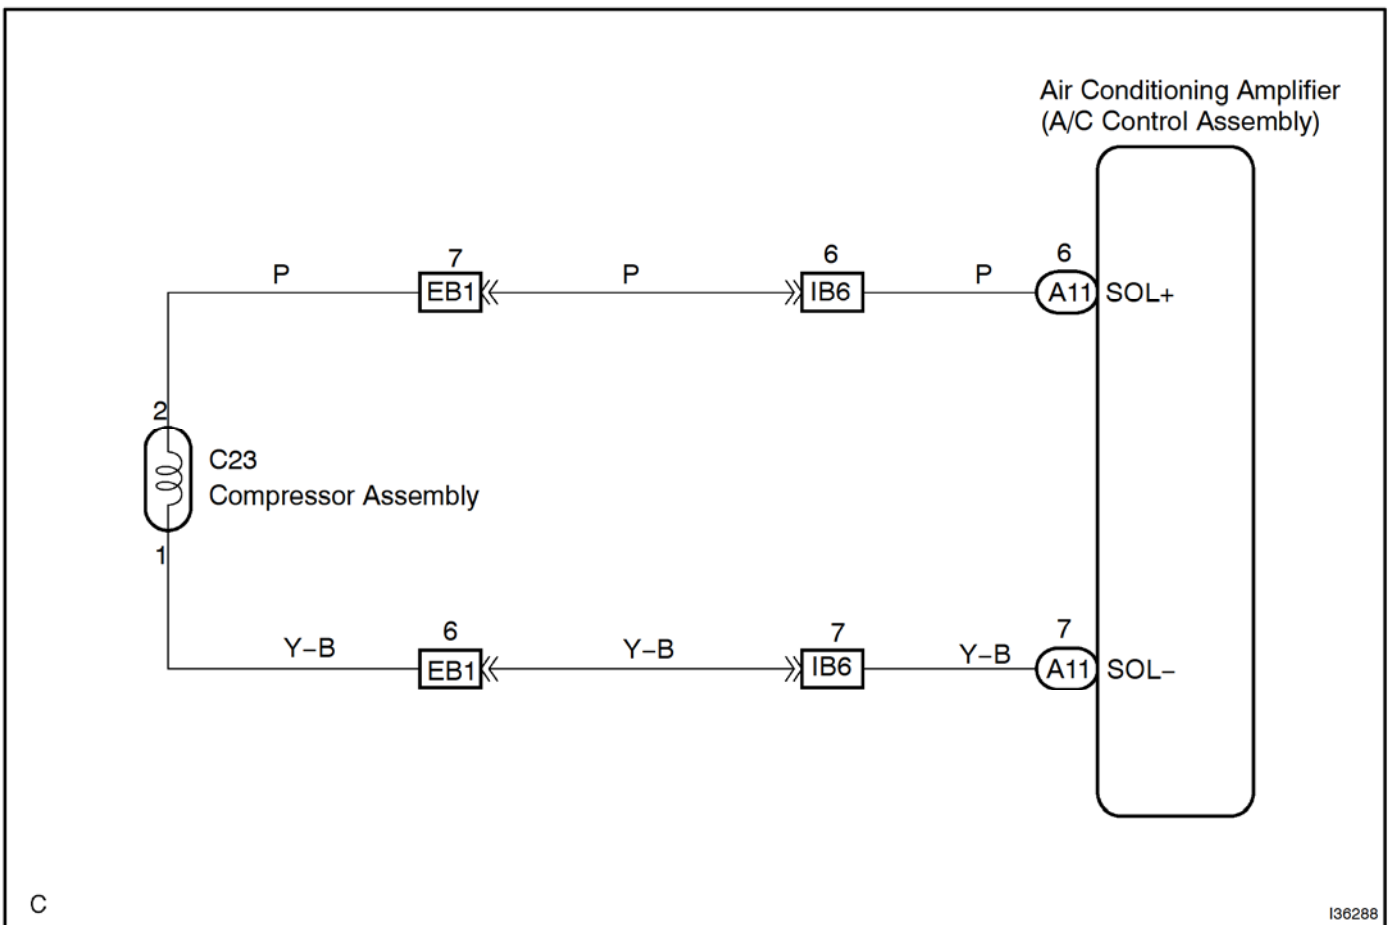 Air Conditioning Amplifier
(A/C Control Assembly)
7
6
6
P
P
P
EB1
IB6
A11
SOL+
2
C23
Compressor Assembly
1
6
7
7
Y–B
Y–B
Y–B
EB1
IB6
A11
SOL–
C
I36288